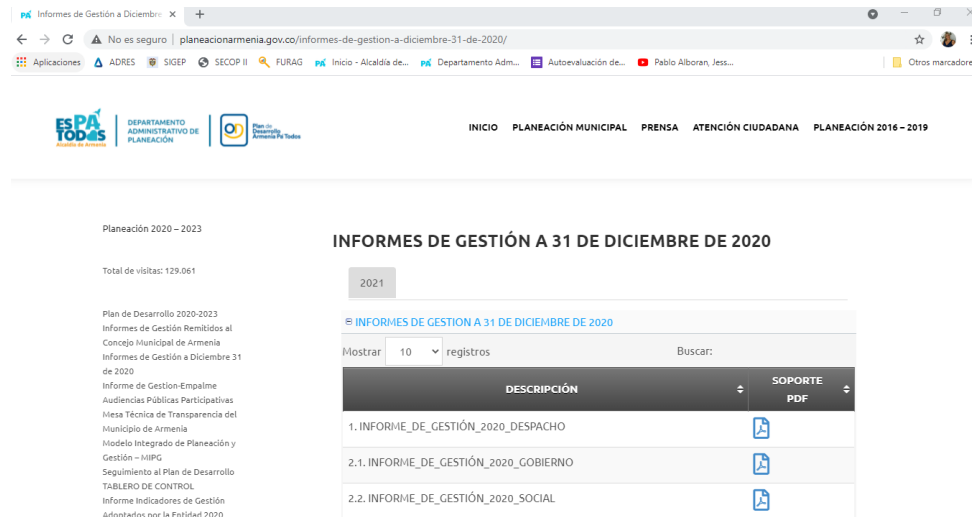 Informes de Gestión a Diciembre
No es seguro | planeacionarmenia.gov.co/informes-de-gestion-a-diciembre-31-de-2020/
Aplicaciones ADRES SIGEP SECOP II FURAG Inicio - Alcaldía de... Departamento Adm... Autoevaluación de... Pablo Alboran, Jess... Otros marcadore
ES PÁ TODOS
Alcaldía de Armenia
DEPARTAMENTO
ADMINISTRATIVO DE
PLANEACIÓN
Plan de
Desarrollo
Armenia Pa'Todos
INICIO PLANEACIÓN MUNICIPAL PRENSA ATENCIÓN CIUDADANA PLANEACIÓN 2016 – 2019
Planeación 2020 – 2023
Total de visitas: 129.061
Plan de Desarrollo 2020-2023
Informes de Gestión Remitidos al
Concejo Municipal de Armenia
Informes de Gestión a Diciembre 31
de 2020
Informe de Gestion-Empalme
Audiencias Públicas Participativas
Mesa Técnica de Transparencia del
Municipio de Armenia
Modelo Integrado de Planeación y
Gestión – MIPG
Seguimiento al Plan de Desarrollo
TABLERO DE CONTROL
Informe Indicadores de Gestión
Adoptados por la Entidad 2020
INFORMES DE GESTIÓN A 31 DE DICIEMBRE DE 2020
2021
INFORMES DE GESTION A 31 DE DICIEMBRE DE 2020
Mostrar 10 registros Buscar:
DESCRIPCIÓN SOPORTE
PDF
1. INFORME_DE_GESTIÓN_2020_DESPACHO
2.1. INFORME_DE_GESTIÓN_2020_GOBIERNO
2.2. INFORME_DE_GESTIÓN_2020_SOCIAL